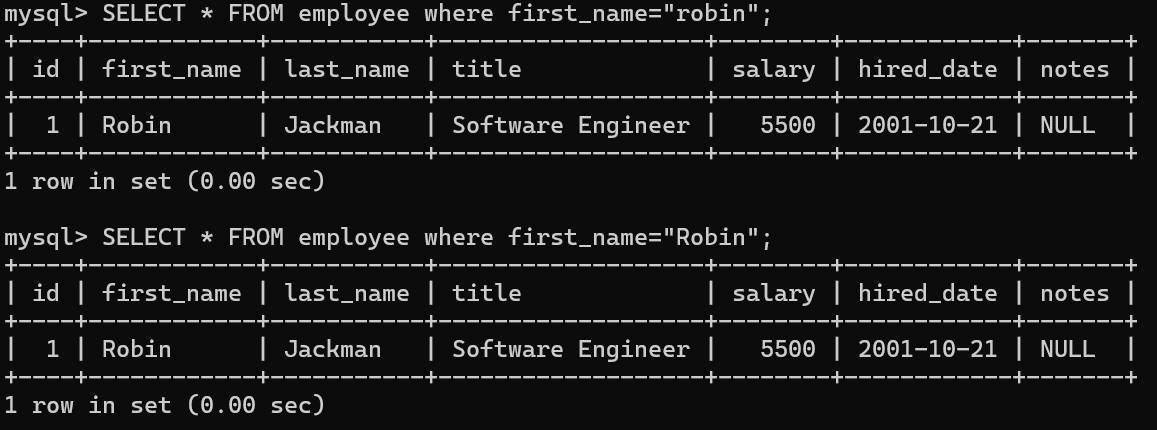 mysql> SELECT * FROM employee where first_name="robin";
+----+------------+-----------+-------------------+--------+------------+-------+
| id | first_name | last_name | title             | salary | hired_date | notes |
+----+------------+-----------+-------------------+--------+------------+-------+
|  1 | Robin      | Jackman   | Software Engineer |   5500 | 2001-10-21 | NULL  |
+----+------------+-----------+-------------------+--------+------------+-------+
1 row in set (0.00 sec)

mysql> SELECT * FROM employee where first_name="Robin";
+----+------------+-----------+-------------------+--------+------------+-------+
| id | first_name | last_name | title             | salary | hired_date | notes |
+----+------------+-----------+-------------------+--------+------------+-------+
|  1 | Robin      | Jackman   | Software Engineer |   5500 | 2001-10-21 | NULL  |
+----+------------+-----------+-------------------+--------+------------+-------+
1 row in set (0.00 sec)